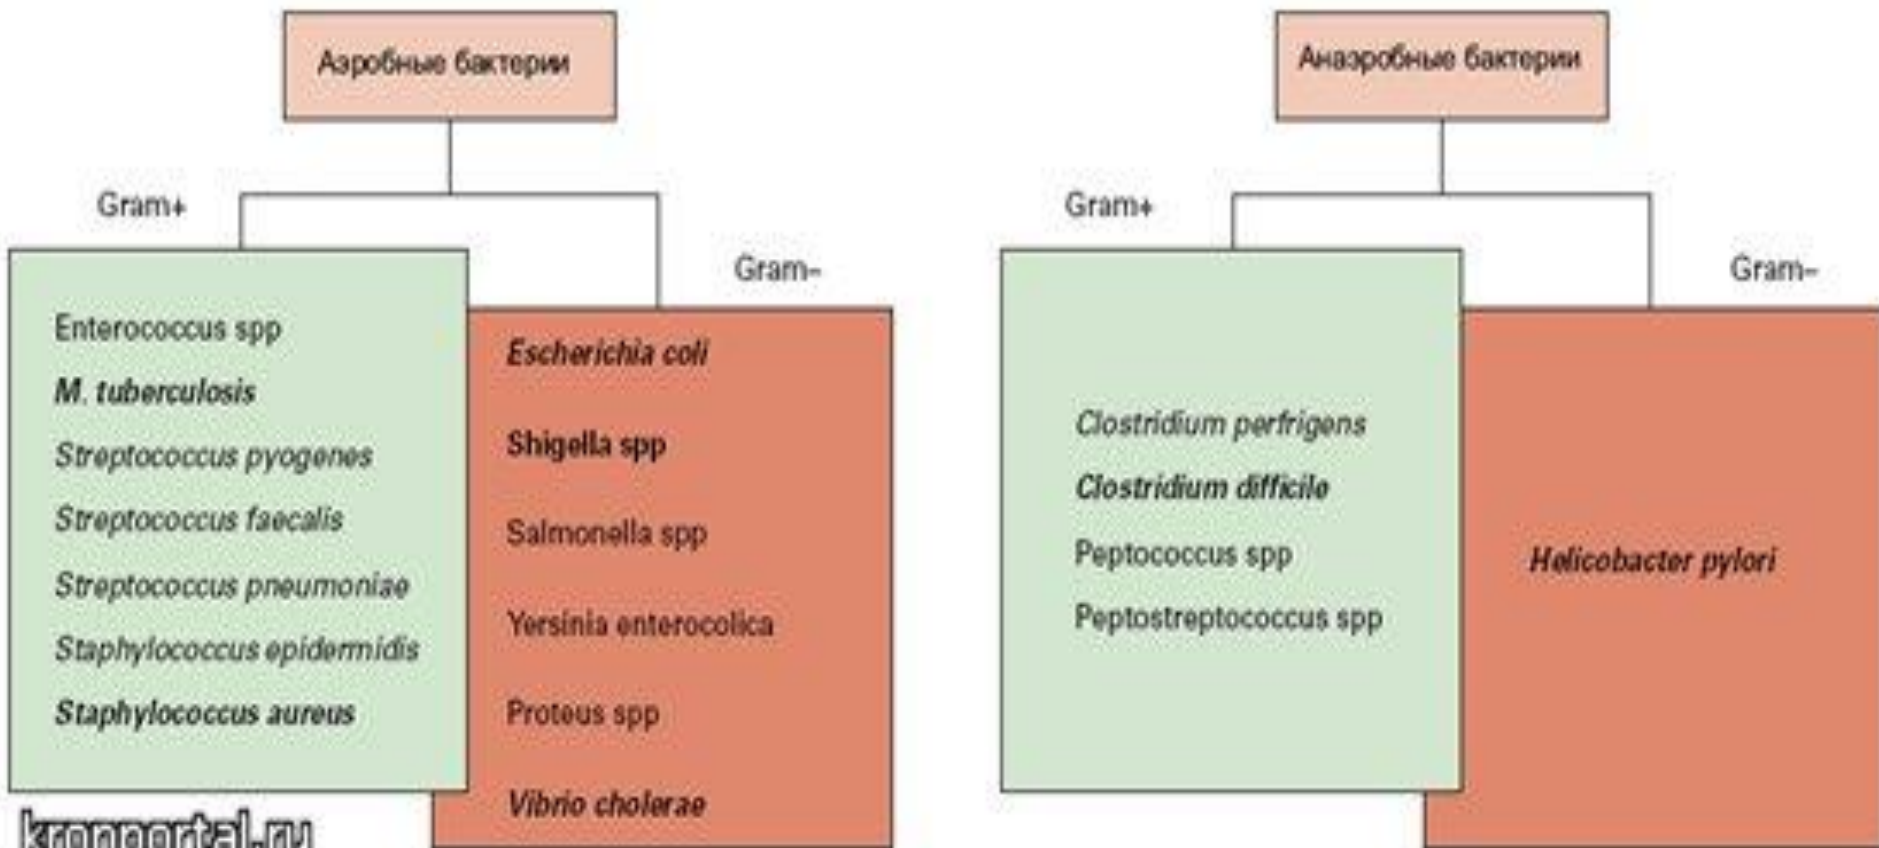 Аэробные бактерии
Gram+
Gram–
Enterococcus spp
M. tuberculosis
Streptococcus pyogenes
Streptococcus faecalis
Streptococcus pneumoniae
Staphylococcus epidermidis
Staphylococcus aureus
Escherichia coli
Shigella spp
Salmonella spp
Yersinia enterocolica
Proteus spp
Vibrio cholerae
Анаэробные бактерии
Gram+
Gram–
Clostridium perfrigens
Clostridium difficile
Peptococcus spp
Peptostreptococcus spp
Helicobacter pylori
kronportal.ru